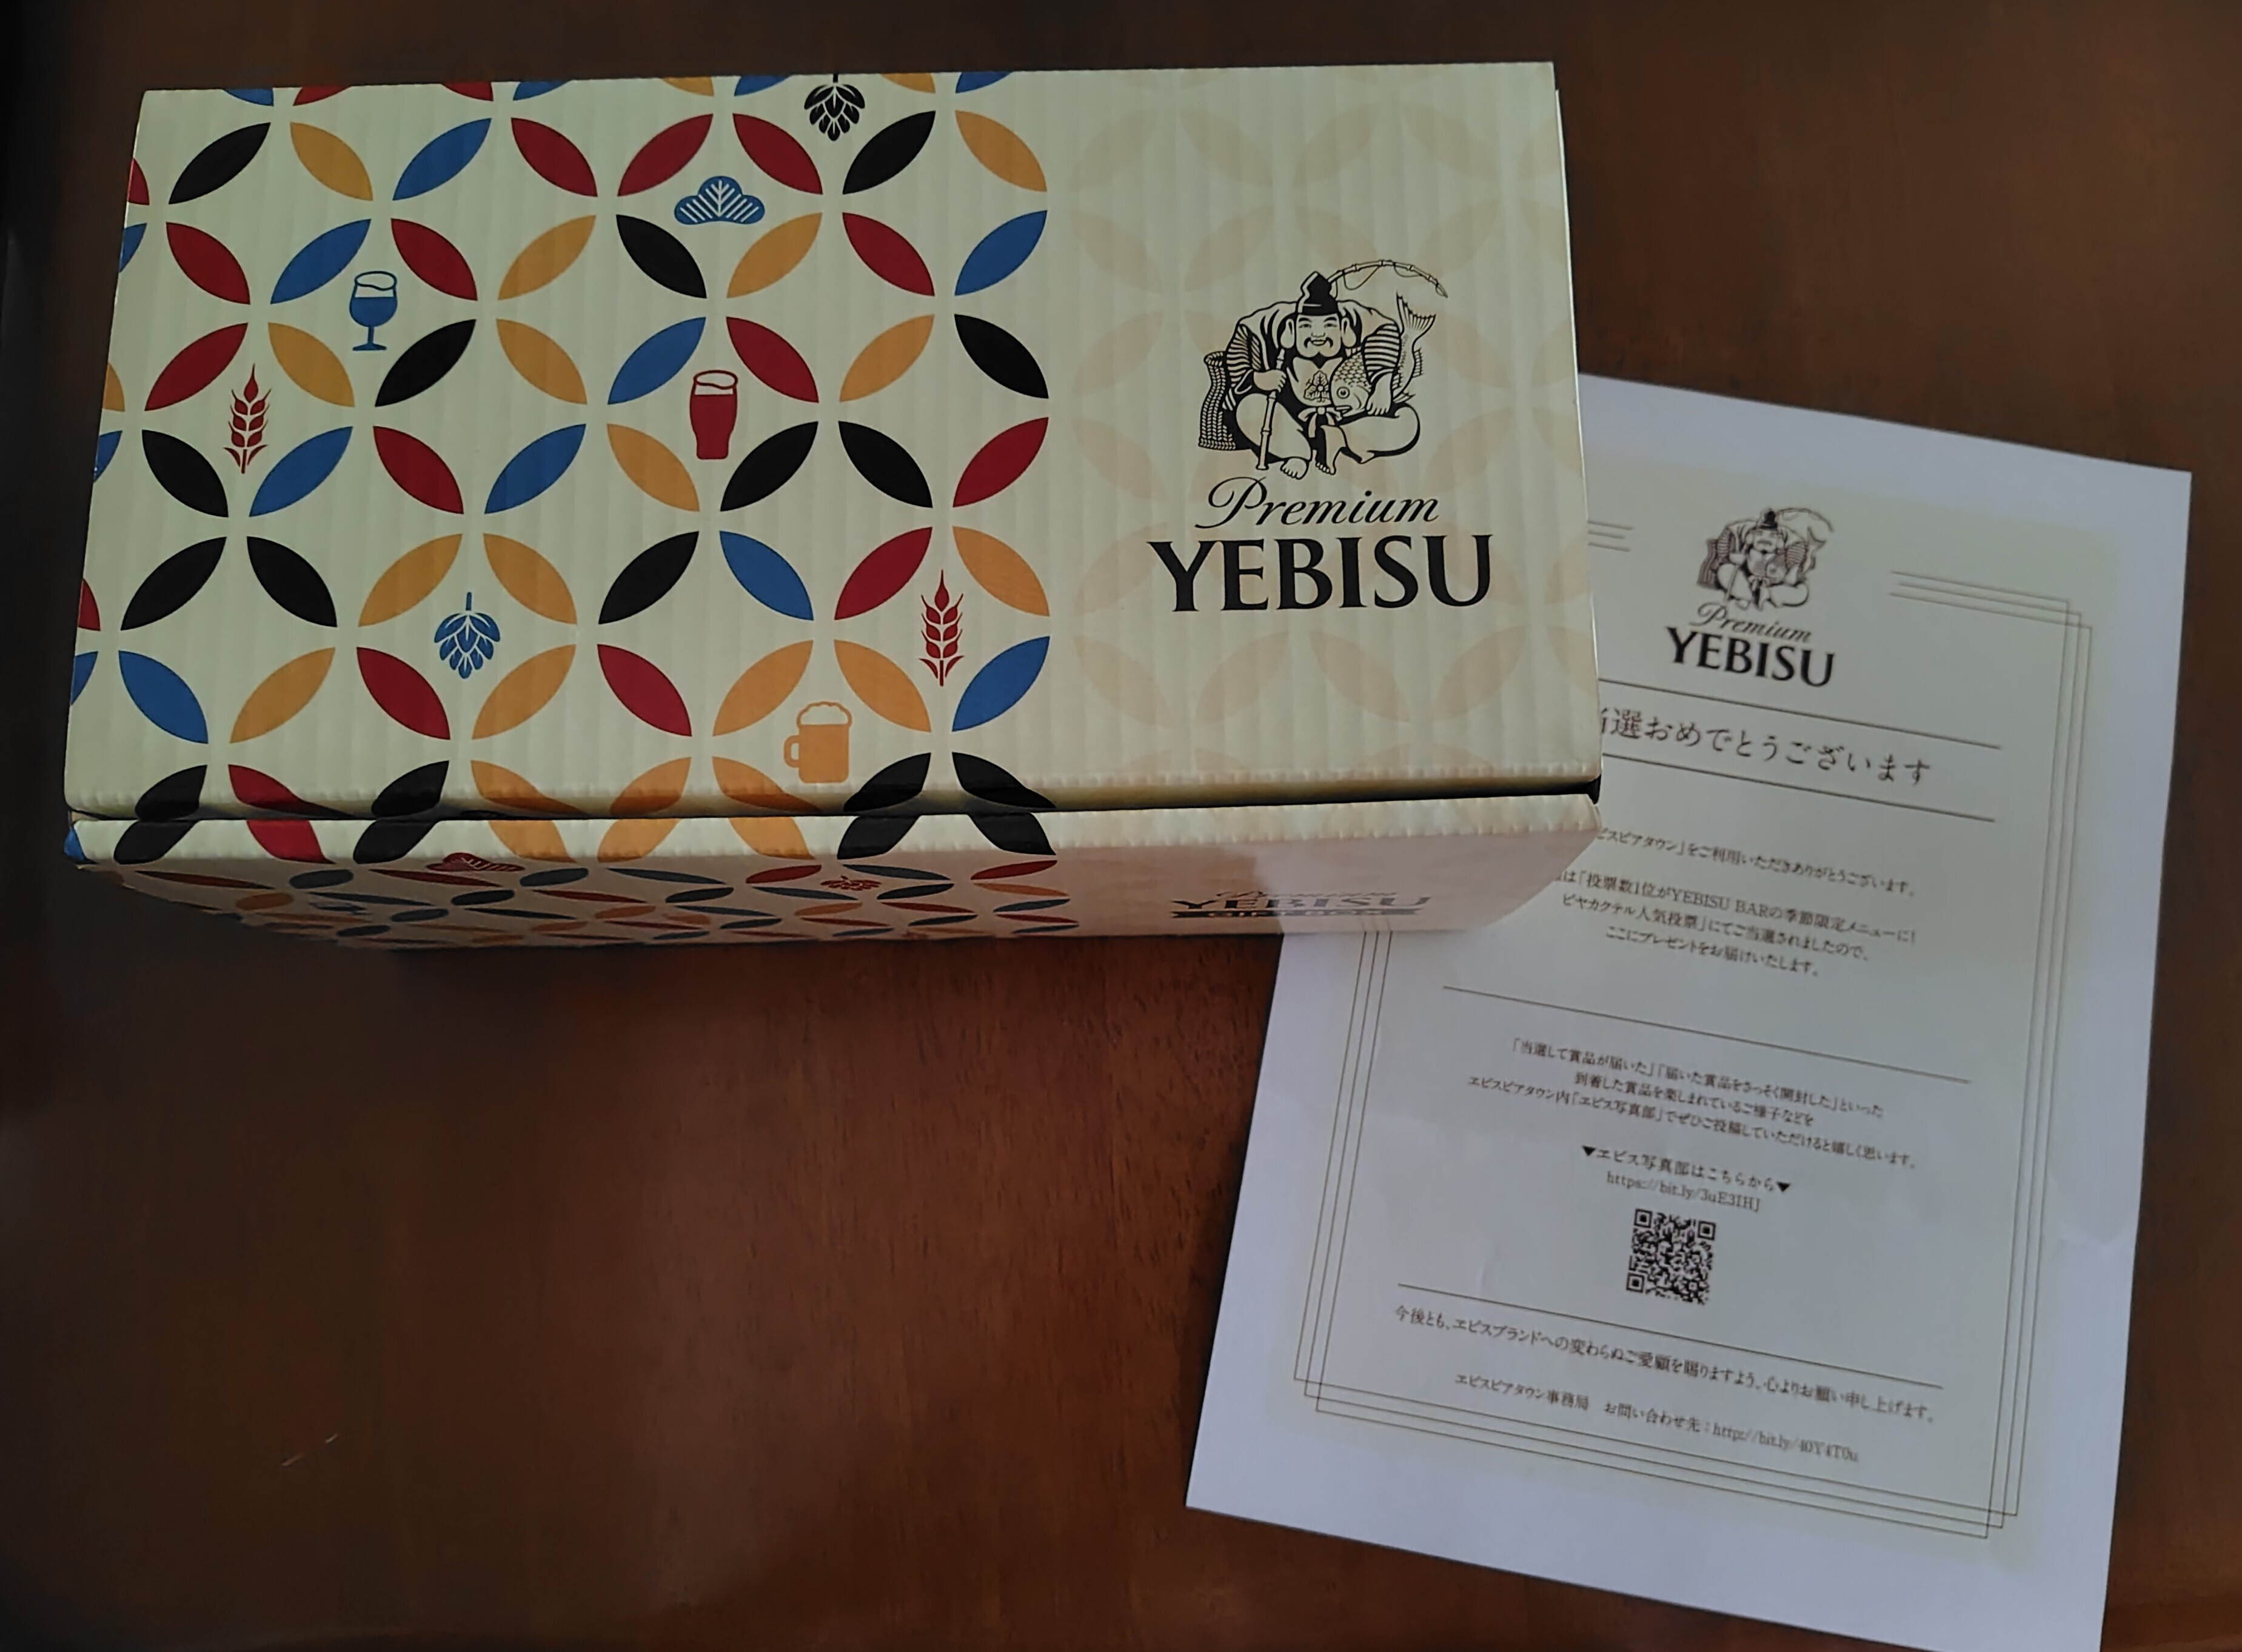 Premium
YEBISU
YEBISU
Premium
YEBISU
選おめでとうございます
ビスビアタウン」をご利用いただきありがとうございます。
は「投票数1位がYEBISU BARの季節限定メニューに!
ビヤカクテル人気投票」にてご当選されましたので、
ここにプレゼントをお届けいたします。
「当選して賞品が届いた」「届いた賞品をさっそく開封した」といった
到着した賞品を楽しまれているご様子などを
ヱビスビアタウン内「ヱビス写真部」でぜひご投稿していただけると嬉しく思います。
▼ヱビス写真部はこちらから▼
https://bit.ly/3uE31HJ
今後とも、ヱビスブランドへの変わらぬご愛顧を賜りますよう、心よりお願い申し上げます。
ヱビスビアタウン事務局 お問い合わせ先:http://bit.ly/40Y4T0u